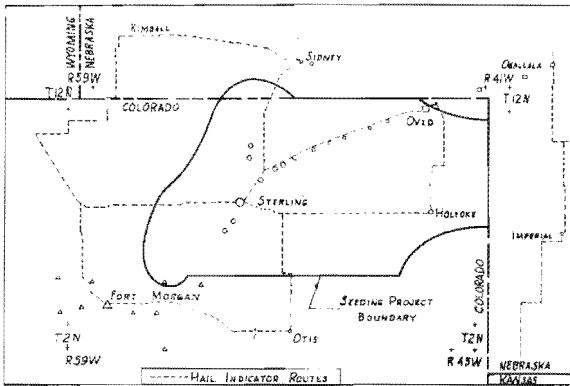 KIMBALL
SIDNEY
WYOMING
NEBRASKA
OGALLALA
R59W
R41W
T12N
T12N
COLORADO
OVID
STERLING
HOLYOKE
IMPERIAL
FORT MORGAN
SEEDING PROJECT
BOUNDARY
COLORADO
OTIS
T2N
R59W
T2N
R45W
NEBRASKA
KANSAS
HAIL INDICATOR ROUTES